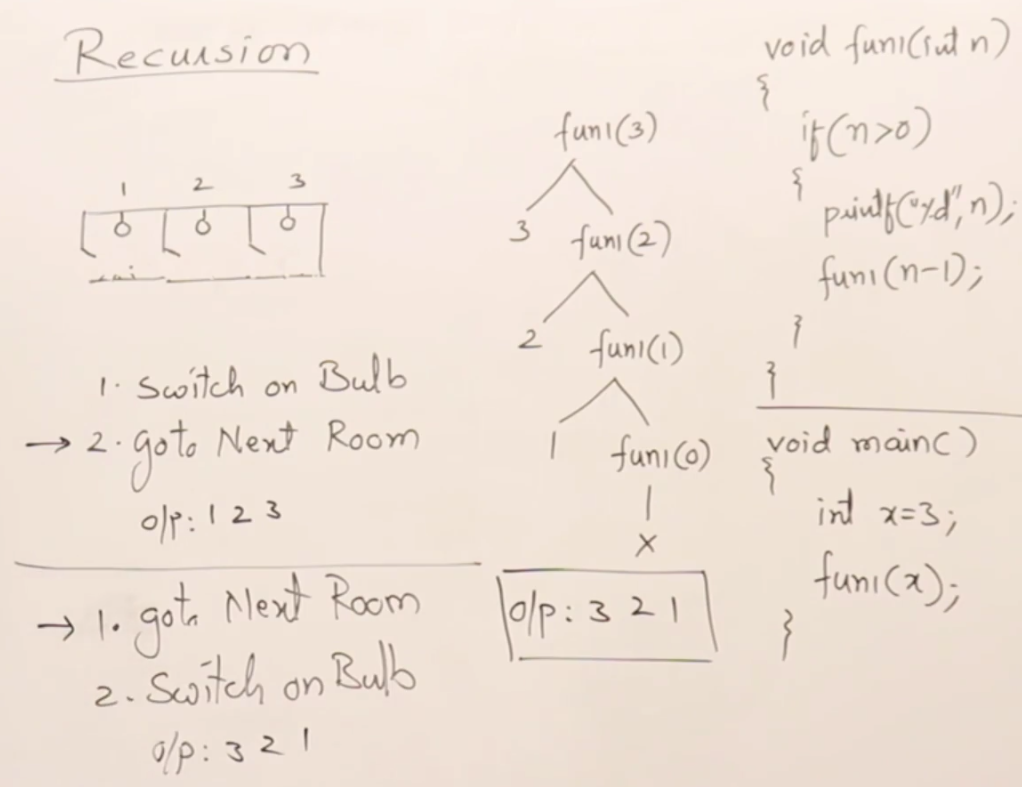 Recursion
1 2 3
1. Switch on Bulb
→ 2. goto Next Room
o/p: 1 2 3
→ 1. goto Next Room
2. Switch on Bulb
o/p: 3 2 1
fun1(3)
3 fun1(2)
2 fun1(1)
1 fun1(0)
X
o/p: 3 2 1
void fun1(int n)
{
if(n>0)
{
printf("%d",n);
fun1(n-1);
}
}
void main()
{
int x=3;
fun1(x);
}